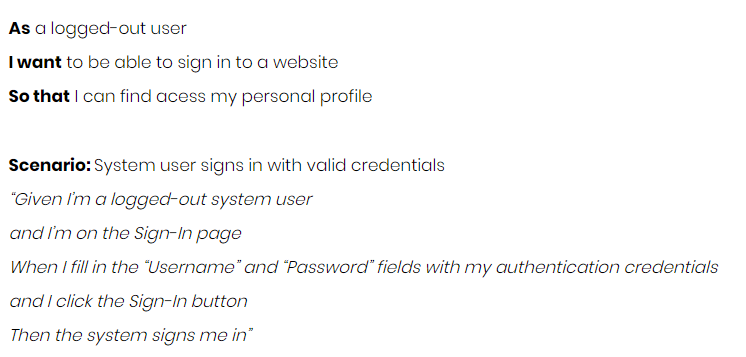 As a logged-out user
I want to be able to sign in to a website
So that I can find acess my personal profile
Scenario: System user signs in with valid credentials
“Given I’m a logged-out system user
and I’m on the Sign-In page
When I fill in the “Username” and “Password” fields with my authentication credentials
and I click the Sign-In button
Then the system signs me in”